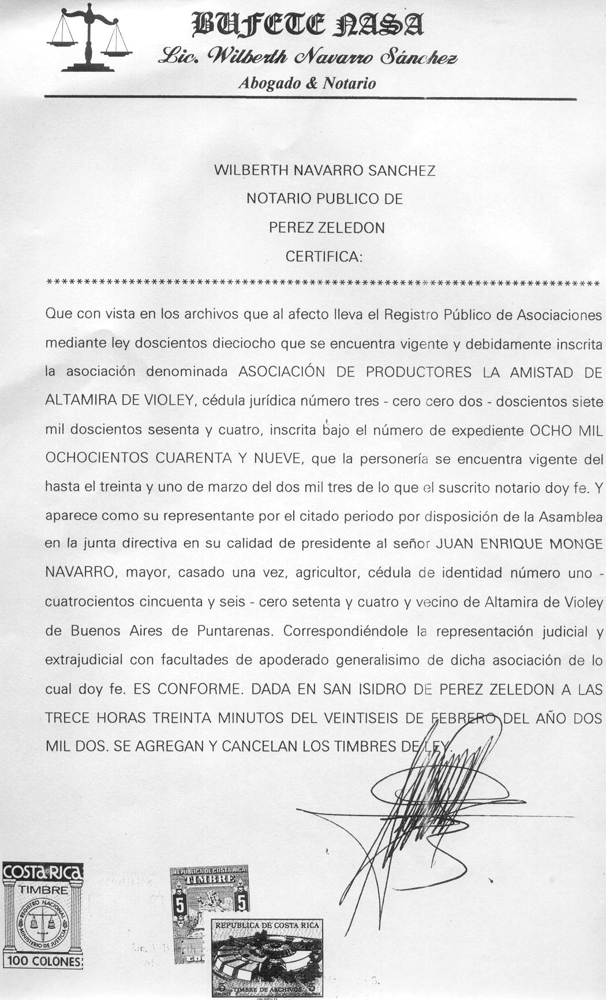 BUFETE NASA
Lic. Wilberth Navarro Sánchez
Abogado & Notario
WILBERTH NAVARRO SANCHEZ
NOTARIO PUBLICO DE
PEREZ ZELEDON
CERTIFICA:
**************************************************************************
Que con vista en los archivos que al afecto lleva el Registro Público de Asociaciones
mediante ley doscientos dieciocho que se encuentra vigente y debidamente inscrita
la asociación denominada ASOCIACIÓN DE PRODUCTORES LA AMISTAD DE
ALTAMIRA DE VIOLEY, cédula jurídica número tres - cero cero dos - doscientos siete
mil doscientos sesenta y cuatro, inscrita bajo el número de expediente OCHO MIL
OCHOCIENTOS CUARENTA Y NUEVE, que la personería se encuentra vigente del
hasta el treinta y uno de marzo del dos mil tres de lo que el suscrito notario doy fe. Y
aparece como su representante por el citado periodo por disposición de la Asamblea
en la junta directiva en su calidad de presidente al señor JUAN ENRIQUE MONGE
NAVARRO, mayor, casado una vez, agricultor, cédula de identidad número uno -
cuatrocientos cincuenta y seis - cero setenta y cuatro y vecino de Altamira de Violey
de Buenos Aires de Puntarenas. Correspondiéndole la representación judicial y
extrajudicial con facultades de apoderado generalisimo de dicha asociación de lo
cual doy fe. ES CONFORME. DADA EN SAN ISIDRO DE PEREZ ZELEDON A LAS
TRECE HORAS TREINTA MINUTOS DEL VEINTISEIS DE FEBRERO DEL AÑO DOS
MIL DOS. SE AGREGAN Y CANCELAN LOS TIMBRES DE LEY.
COSTA RICA
TIMBRE
REGISTRO NACIONAL
MINISTERIO DE JUSTICIA
100 COLONES
REPUBLICA DE COSTA RICA
TIMBRE
5 5
REPUBLICA DE COSTA RICA
5 TIMBRE DE ARCHIVOS 5
COLONES COLONES